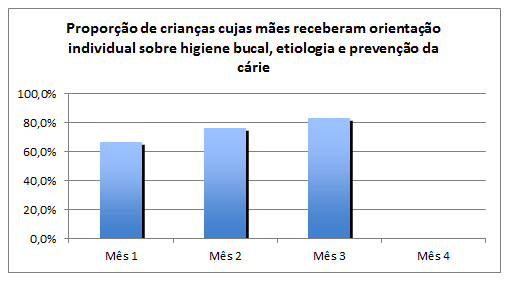 Proporção de crianças cujas mães receberam orientação
individual sobre higiene bucal, etiologia e prevenção da
cárie
100,0%
80,0%
60,0%
40,0%
20,0%
0,0%
Mês 1 Mês 2 Mês 3 Mês 4